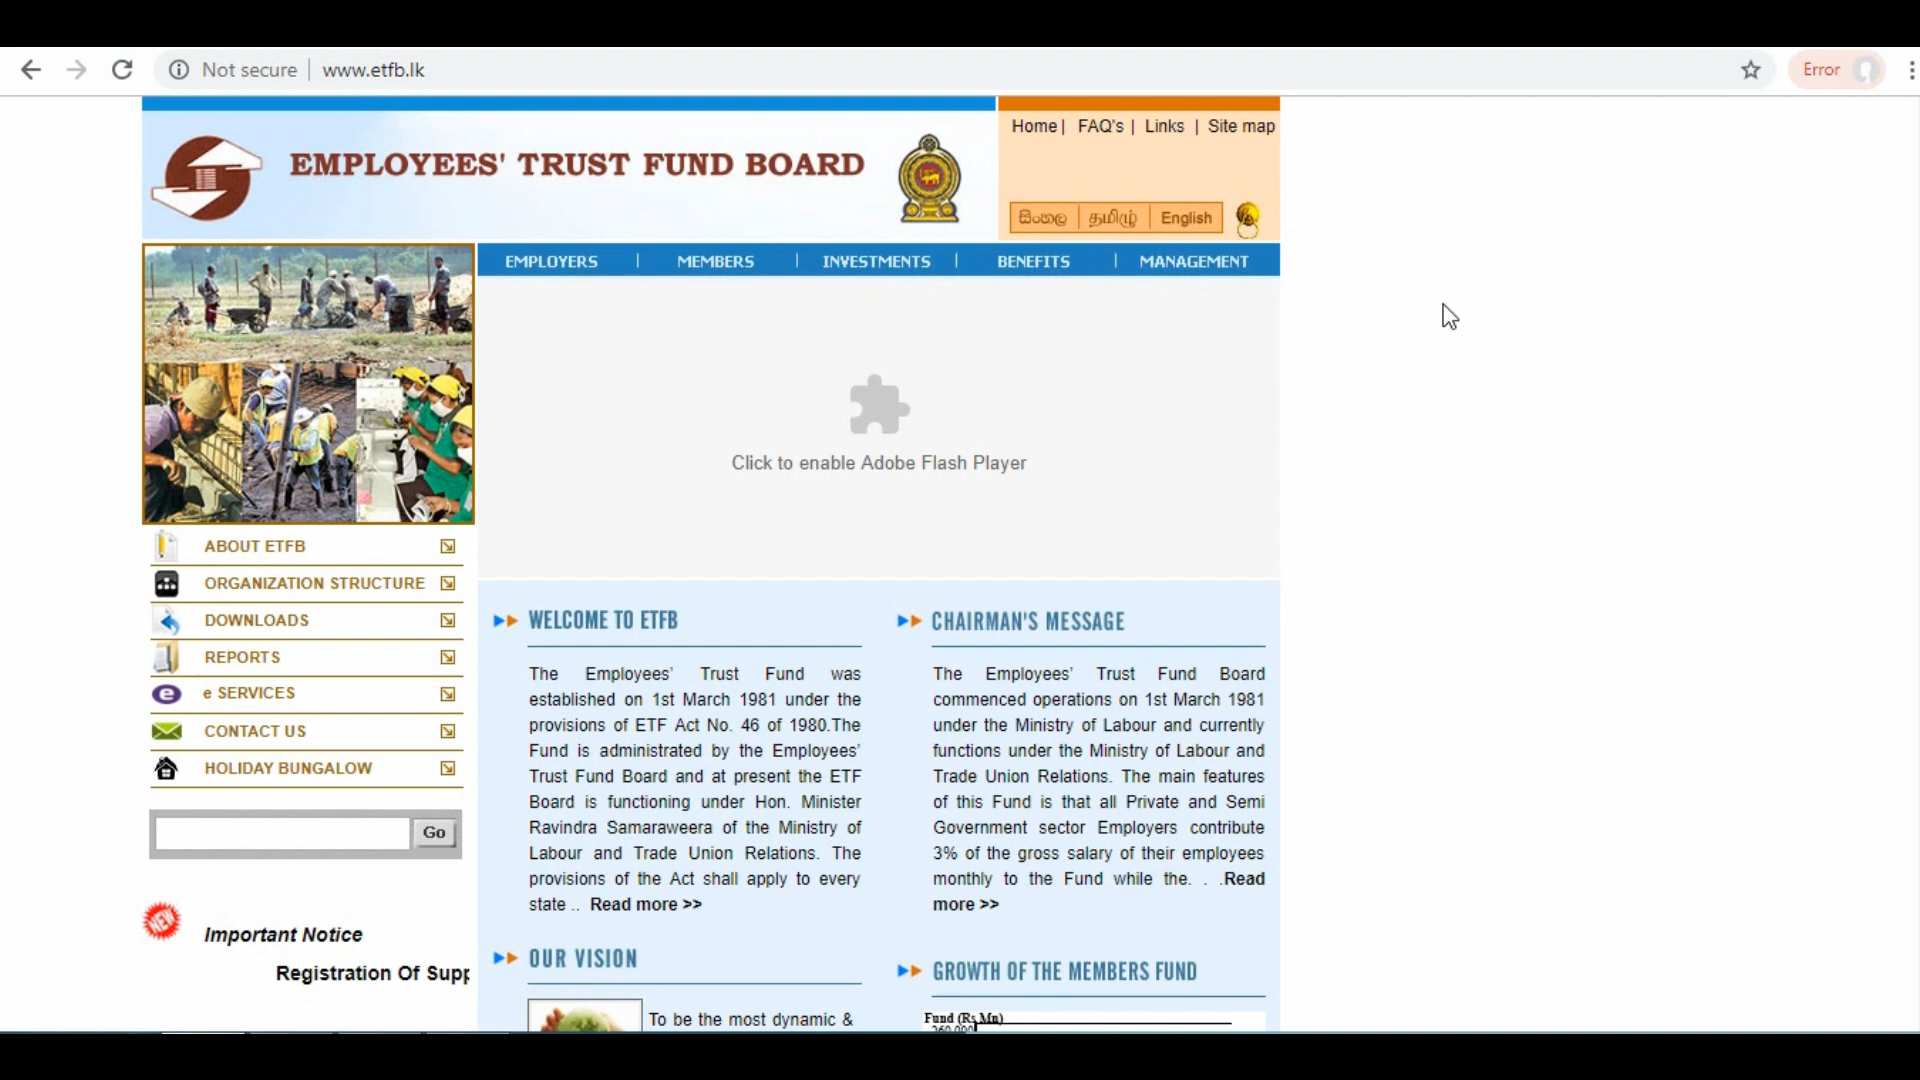 Not secure www.etfb.lk Error
Home | FAQ's | Links | Site map
EMPLOYEES' TRUST FUND BOARD
සිංහල தமிழ் English
EMPLOYERS | MEMBERS | INVESTMENTS | BENEFITS | MANAGEMENT
Click to enable Adobe Flash Player
ABOUT ETFB
ORGANIZATION STRUCTURE
DOWNLOADS
REPORTS
e SERVICES
CONTACT US
HOLIDAY BUNGALOW
Go
NEW
Important Notice
Registration Of Supp
WELCOME TO ETFB
The Employees' Trust Fund was
established on 1st March 1981 under the
provisions of ETF Act No. 46 of 1980.The
Fund is administrated by the Employees'
Trust Fund Board and at present the ETF
Board is functioning under Hon. Minister
Ravindra Samaraweera of the Ministry of
Labour and Trade Union Relations. The
provisions of the Act shall apply to every
state .. Read more >>
OUR VISION
To be the most dynamic &
CHAIRMAN'S MESSAGE
The Employees' Trust Fund Board
commenced operations on 1st March 1981
under the Ministry of Labour and currently
functions under the Ministry of Labour and
Trade Union Relations. The main features
of this Fund is that all Private and Semi
Government sector Employers contribute
3% of the gross salary of their employees
monthly to the Fund while the. . .Read
more >>
GROWTH OF THE MEMBERS FUND
Fund (Rs Mn)